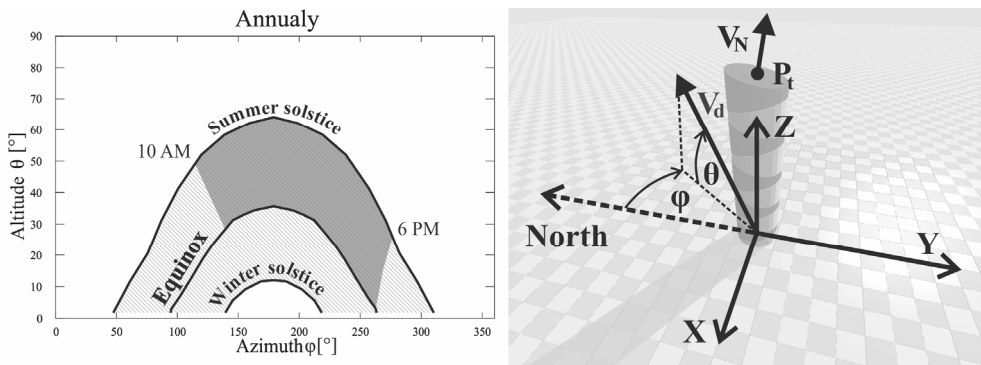 Annualy
90
80
70
60
50
40
30
20
10
0
Altitude θ [°]
Summer solstice
10 AM
6 PM
Equinox
Winter solstice
0 50 100 150 200 250 300 350
Azimuth φ[°]
V_N
P_t
V_d
Z
θ
φ
North
Y
X